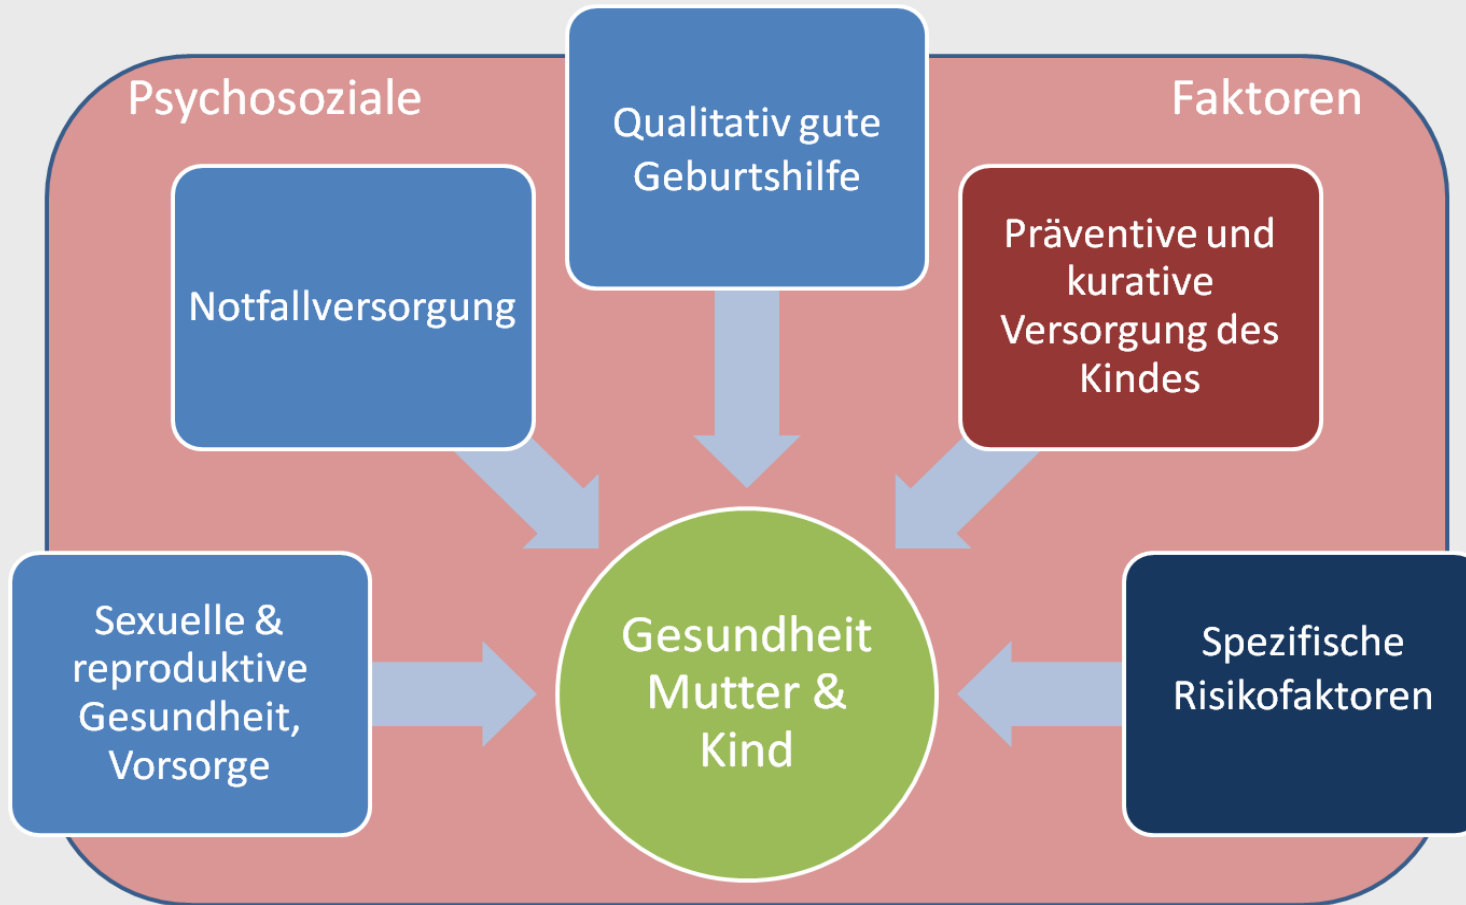 Psychosoziale Faktoren
Qualitativ gute
Geburtshilfe
Notfallversorgung
Präventive und
kurative
Versorgung des
Kindes
Sexuelle &
reproduktive
Gesundheit,
Vorsorge
Gesundheit
Mutter &
Kind
Spezifische
Risikofaktoren